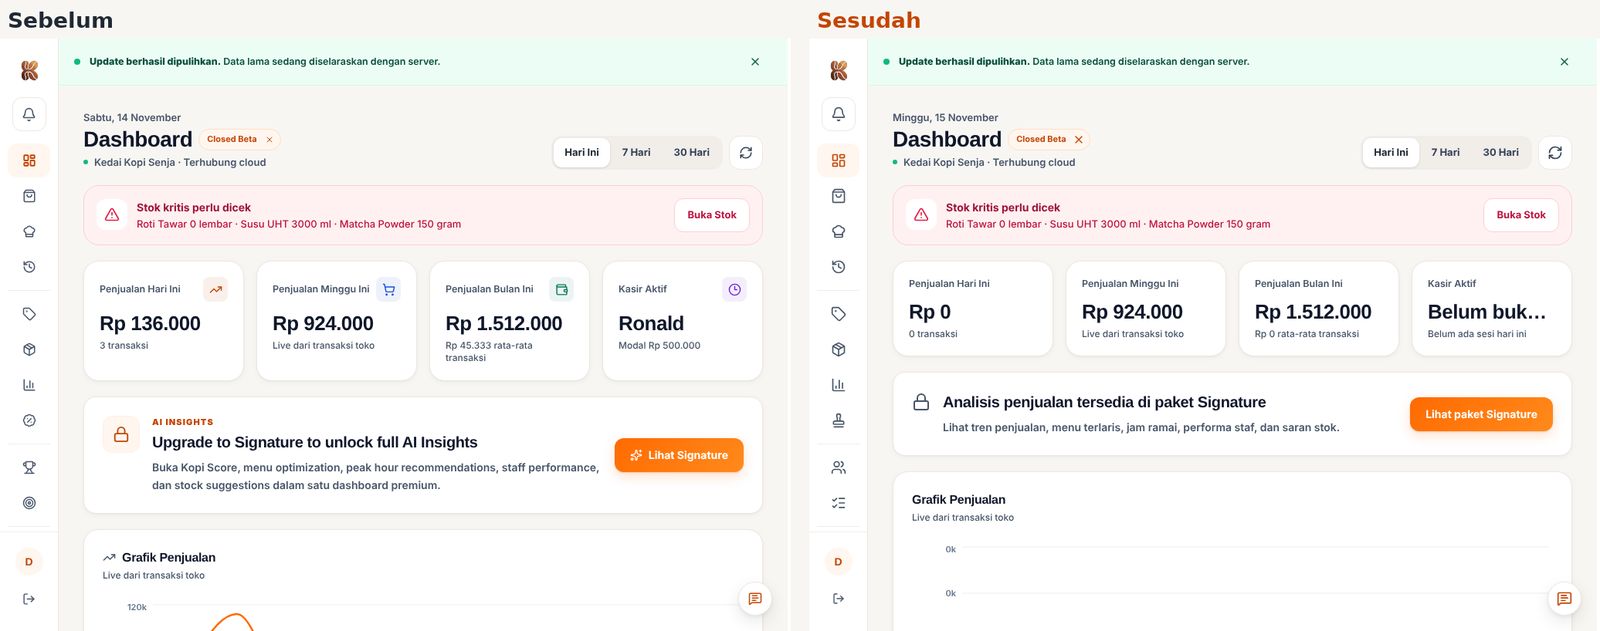 Sebelum
Update berhasil dipulihkan. Data lama sedang diselaraskan dengan server.
Sabtu, 14 November
Dashboard
Closed Beta
Kedai Kopi Senja · Terhubung cloud
Hari Ini
7 Hari
30 Hari
Stok kritis perlu dicek
Roti Tawar 0 lembar · Susu UHT 3000 ml · Matcha Powder 150 gram
Buka Stok
Penjualan Hari Ini
Rp 136.000
3 transaksi
Penjualan Minggu Ini
Rp 924.000
Live dari transaksi toko
Penjualan Bulan Ini
Rp 1.512.000
Rp 45.333 rata-rata
transaksi
Kasir Aktif
Ronald
Modal Rp 500.000
AI INSIGHTS
Upgrade to Signature to unlock full AI Insights
Buka Kopi Score, menu optimization, peak hour recommendations, staff performance,
dan stock suggestions dalam satu dashboard premium.
Lihat Signature
Grafik Penjualan
Live dari transaksi toko
120k
D
Sesudah
Update berhasil dipulihkan. Data lama sedang diselaraskan dengan server.
Minggu, 15 November
Dashboard
Closed Beta
Kedai Kopi Senja · Terhubung cloud
Hari Ini
7 Hari
30 Hari
Stok kritis perlu dicek
Roti Tawar 0 lembar · Susu UHT 3000 ml · Matcha Powder 150 gram
Buka Stok
Penjualan Hari Ini
Rp 0
0 transaksi
Penjualan Minggu Ini
Rp 924.000
Live dari transaksi toko
Penjualan Bulan Ini
Rp 1.512.000
Rp 0 rata-rata transaksi
Kasir Aktif
Belum buk...
Belum ada sesi hari ini
Analisis penjualan tersedia di paket Signature
Lihat tren penjualan, menu terlaris, jam ramai, performa staf, dan saran stok.
Lihat paket Signature
Grafik Penjualan
Live dari transaksi toko
0k
0k
D